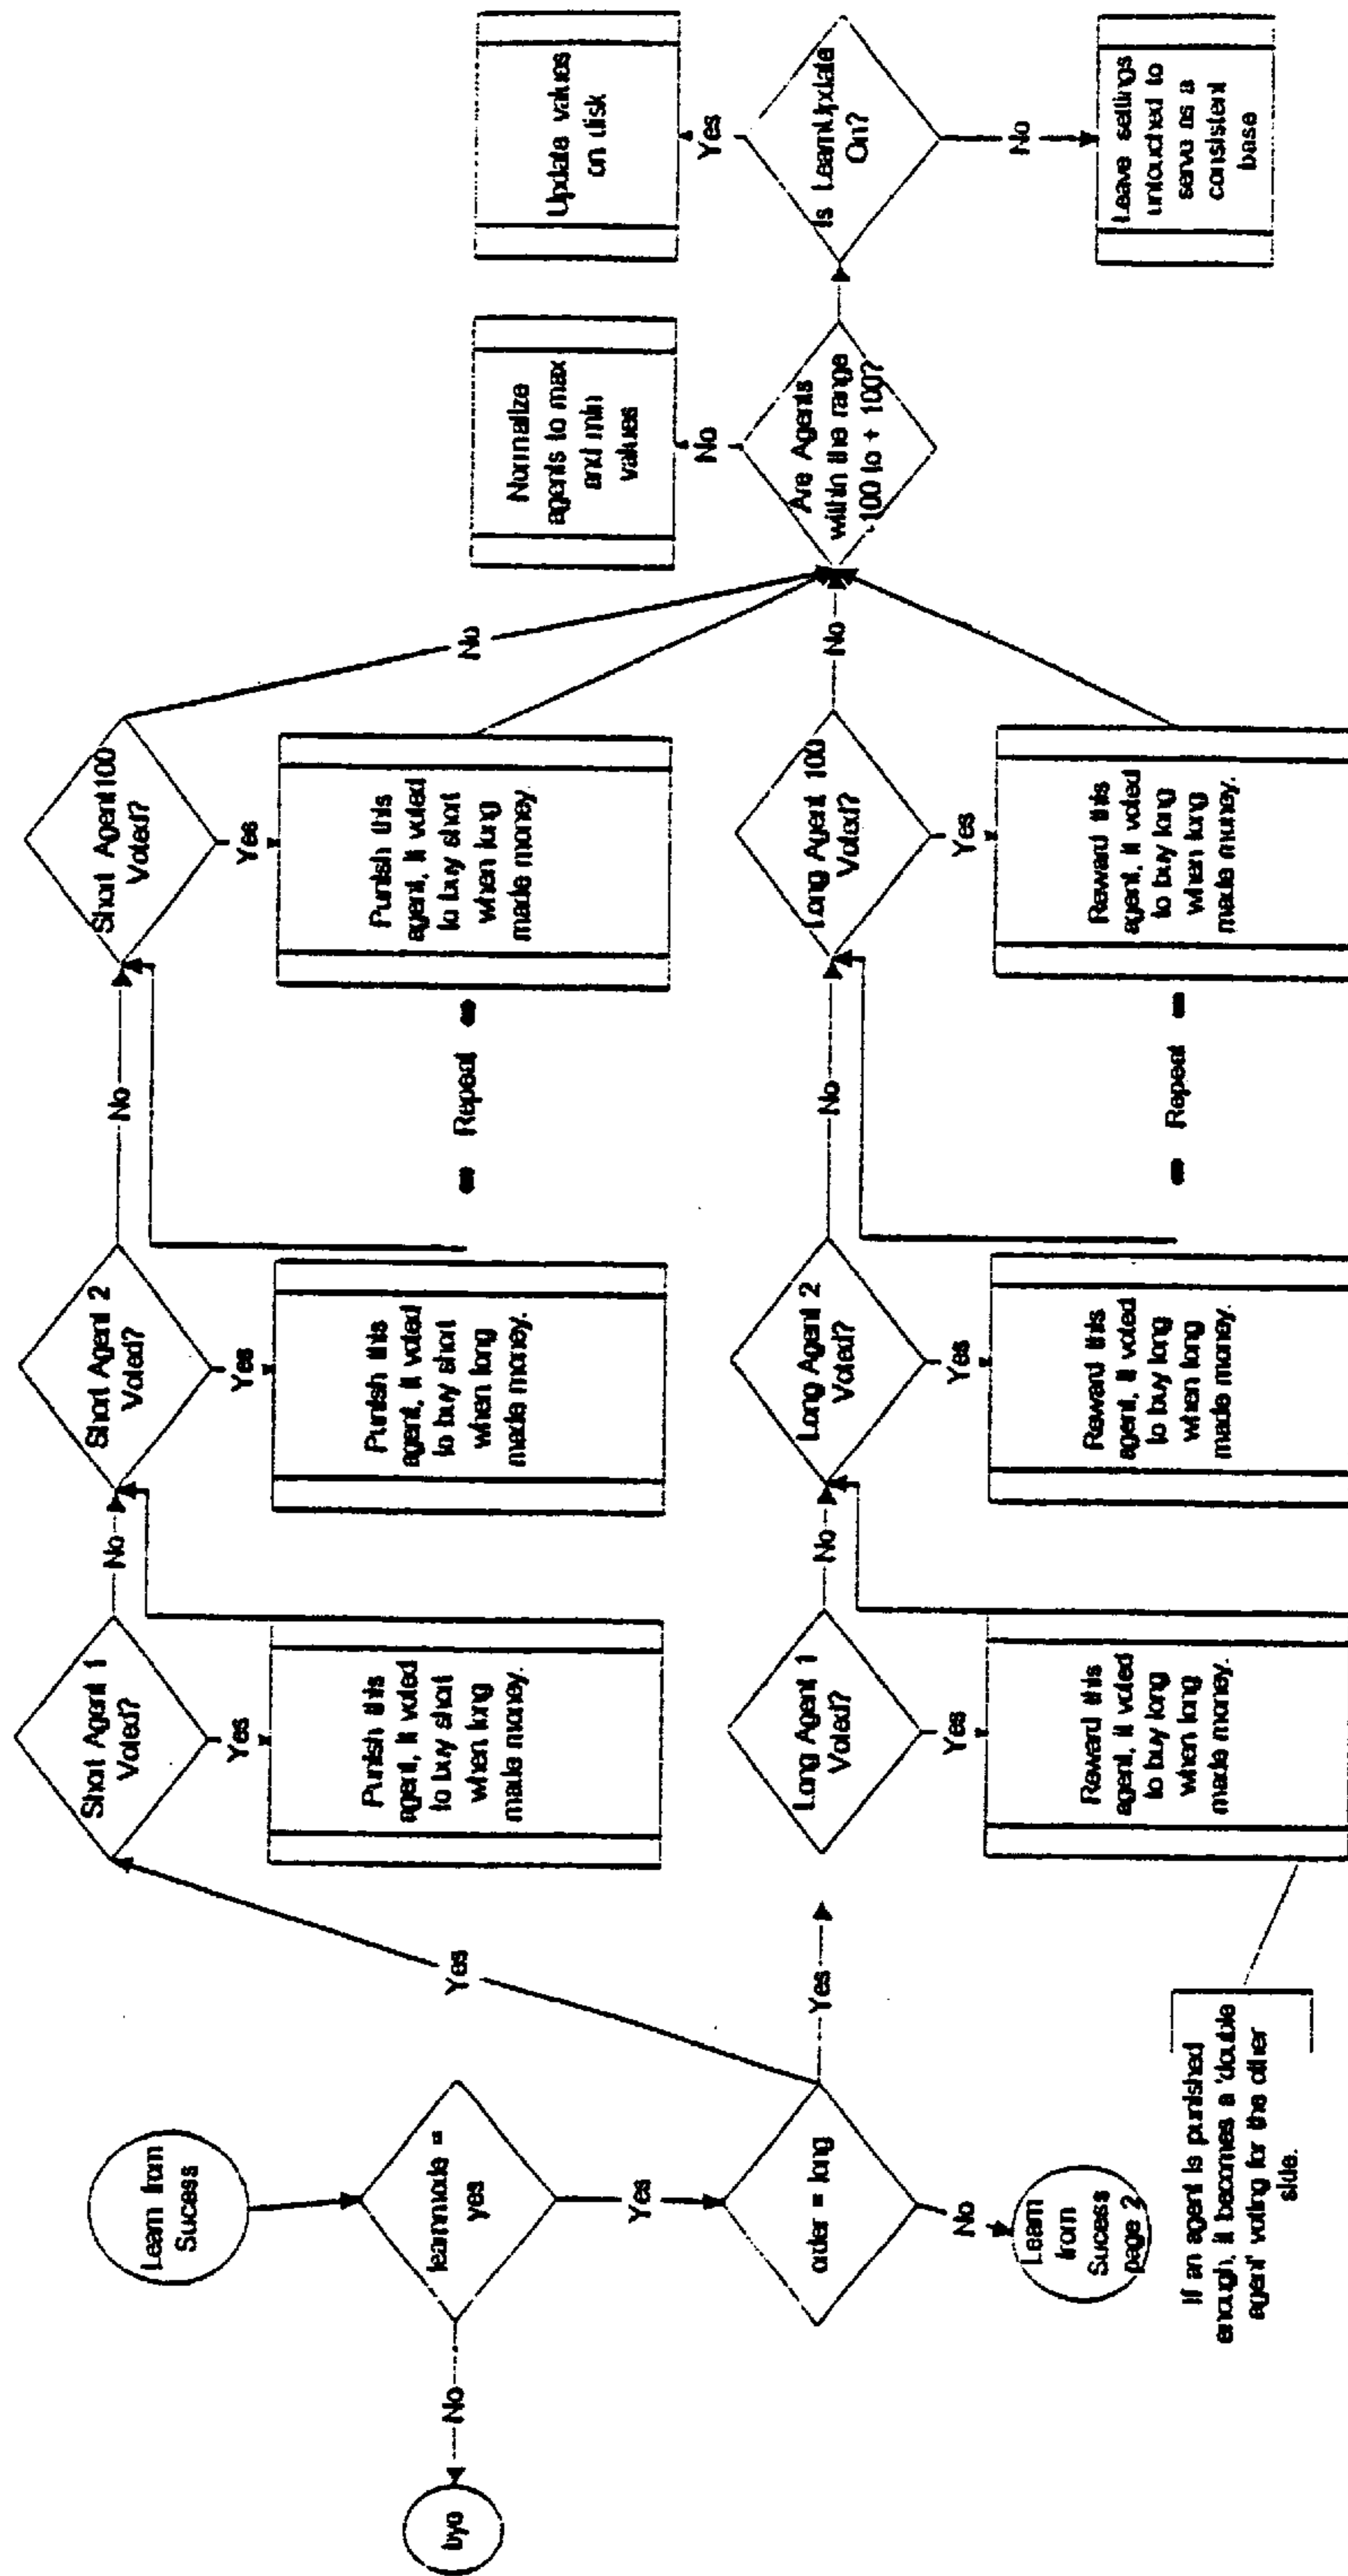 Learn from
Sucess
learnmode =
yes
No
bye
Yes
order = long
No
Learn
from
Sucess
page 2
Yes
Yes
If an agent is punished
enough, it becomes a 'double
agent' voting for the other
side.
Short Agent 1
Voted?
No
Yes
Punish this
agent, it voted
to buy short
when long
made money.
Short Agent 2
Voted?
No
Yes
Punish this
agent, it voted
to buy short
when long
made money.
Repeat
Short Agent100
Voted?
No
Yes
Punish this
agent, it voted
to buy short
when long
made money.
Long Agent 1
Voted?
No
Yes
Reward this
agent, it voted
to buy long
when long
made money.
Long Agent 2
Voted?
No
Yes
Reward this
agent, it voted
to buy long
when long
made money.
Repeat
Long Agent 100
Voted?
No
Yes
Reward this
agent, it voted
to buy long
when long
made money.
Normalize
agents to max
and min
values
No
Are Agents
within the range
-100 to + 100?
Update values
on disk
Yes
Is LearnUpdate
On?
No
Leave settings
untouched to
serve as a
consistent
base